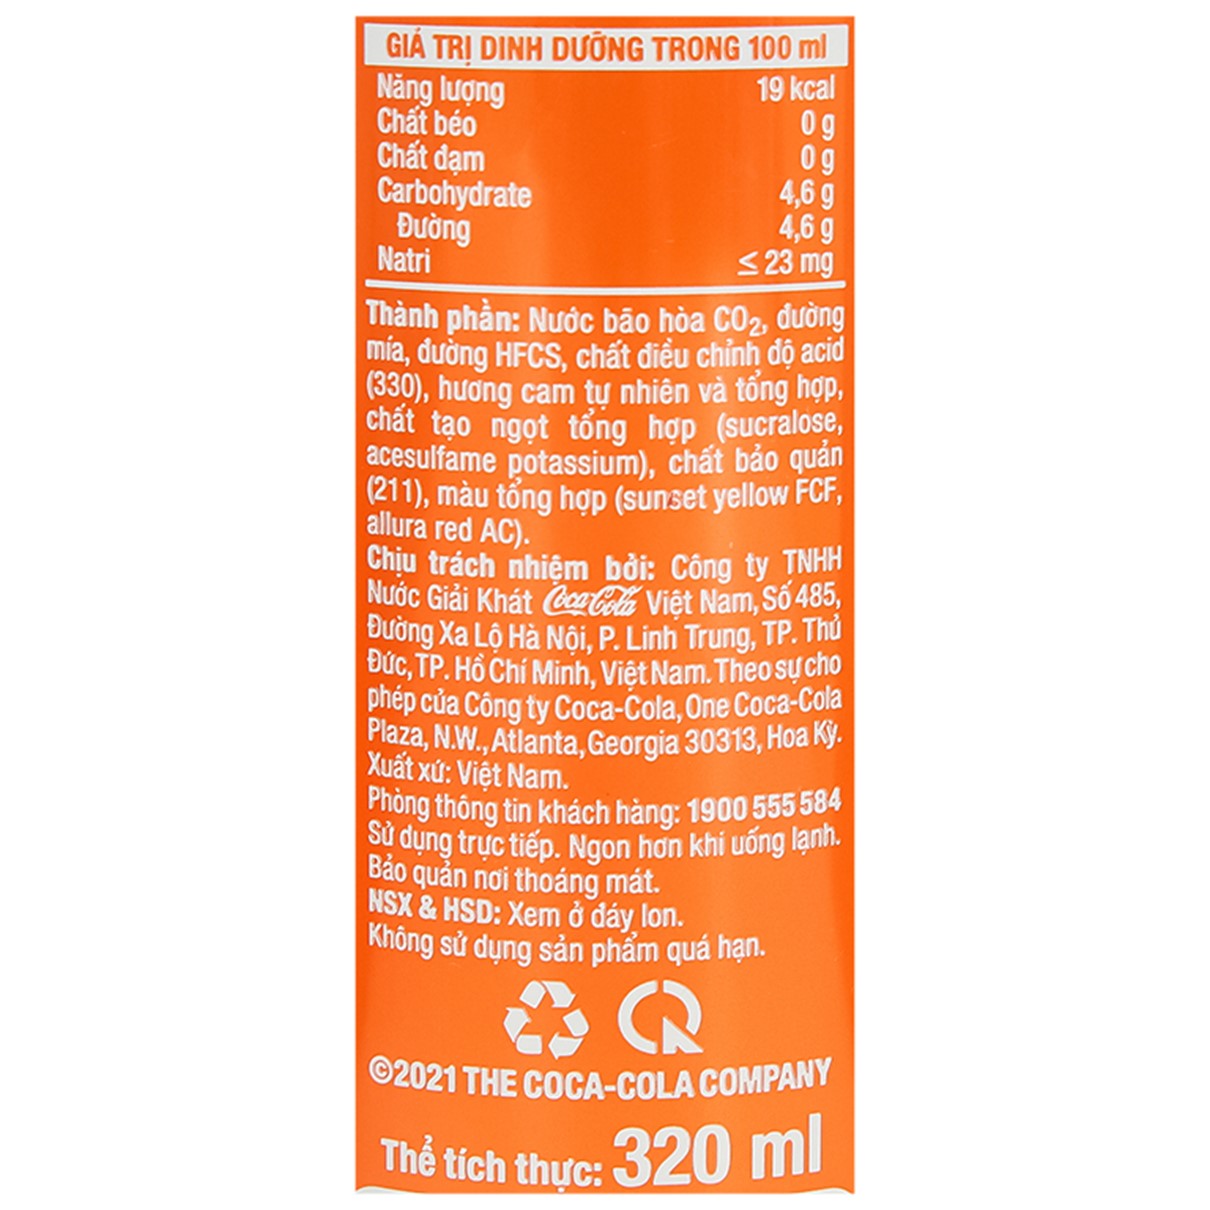 GIÁ TRỊ DINH DƯỠNG TRONG 100 ml
Năng lượng 19 kcal
Chất béo 0 g
Chất đạm 0 g
Carbohydrate 4,6 g
Đường 4,6 g
Natri ≤ 23 mg
Thành phần: Nước bão hòa CO₂, đường
mía, đường HFCS, chất điều chỉnh độ acid
(330), hương cam tự nhiên và tổng hợp,
chất tạo ngọt tổng hợp (sucralose,
acesulfame potassium), chất bảo quản
(211), màu tổng hợp (sunset yellow FCF,
allura red AC).
Chịu trách nhiệm bởi: Công ty TNHH
Nước Giải Khát Coca-Cola Việt Nam, Số 485,
Đường Xa Lộ Hà Nội, P. Linh Trung, TP. Thủ
Đức, TP. Hồ Chí Minh, Việt Nam. Theo sự cho
phép của Công ty Coca-Cola, One Coca-Cola
Plaza, N.W., Atlanta, Georgia 30313, Hoa Kỳ.
Xuất xứ: Việt Nam.
Phòng thông tin khách hàng: 1900 555 584
Sử dụng trực tiếp. Ngon hơn khi uống lạnh.
Bảo quản nơi thoáng mát.
NSX & HSD: Xem ở đáy lon.
Không sử dụng sản phẩm quá hạn.
©2021 THE COCA-COLA COMPANY
Thể tích thực: 320 ml